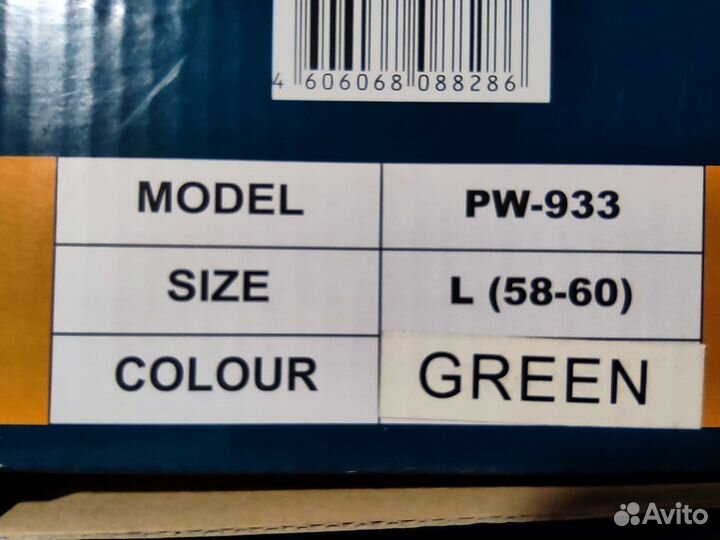 4 606068 088286
MODEL PW-933
SIZE L (58-60)
COLOUR GREEN
Avito